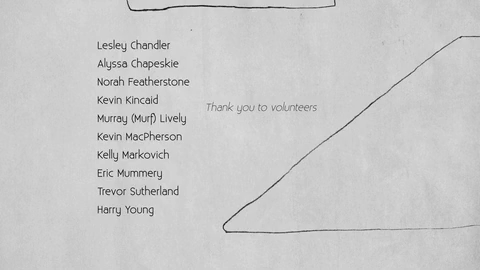 Lesley Chandler
Alyssa Chapeskie
Norah Featherstone
Kevin Kincaid
Murray (Murf) Lively
Kevin MacPherson
Kelly Markovich
Eric Mummery
Trevor Sutherland
Harry Young
Thank you to volunteers